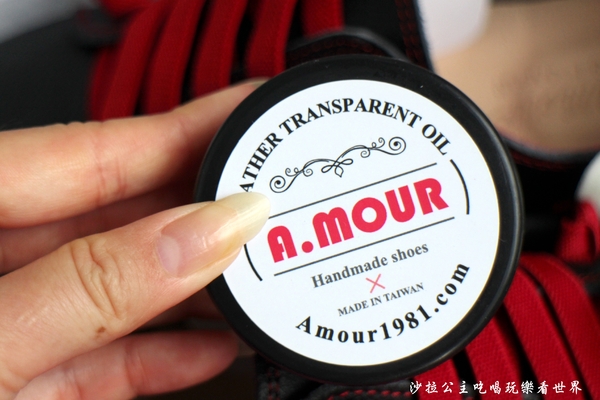 TRANSPARENT OIL
A.MOUR
Handmade shoes
MADE IN TAIWAN
Amour1981.com
沙拉公主吃喝玩樂看世界